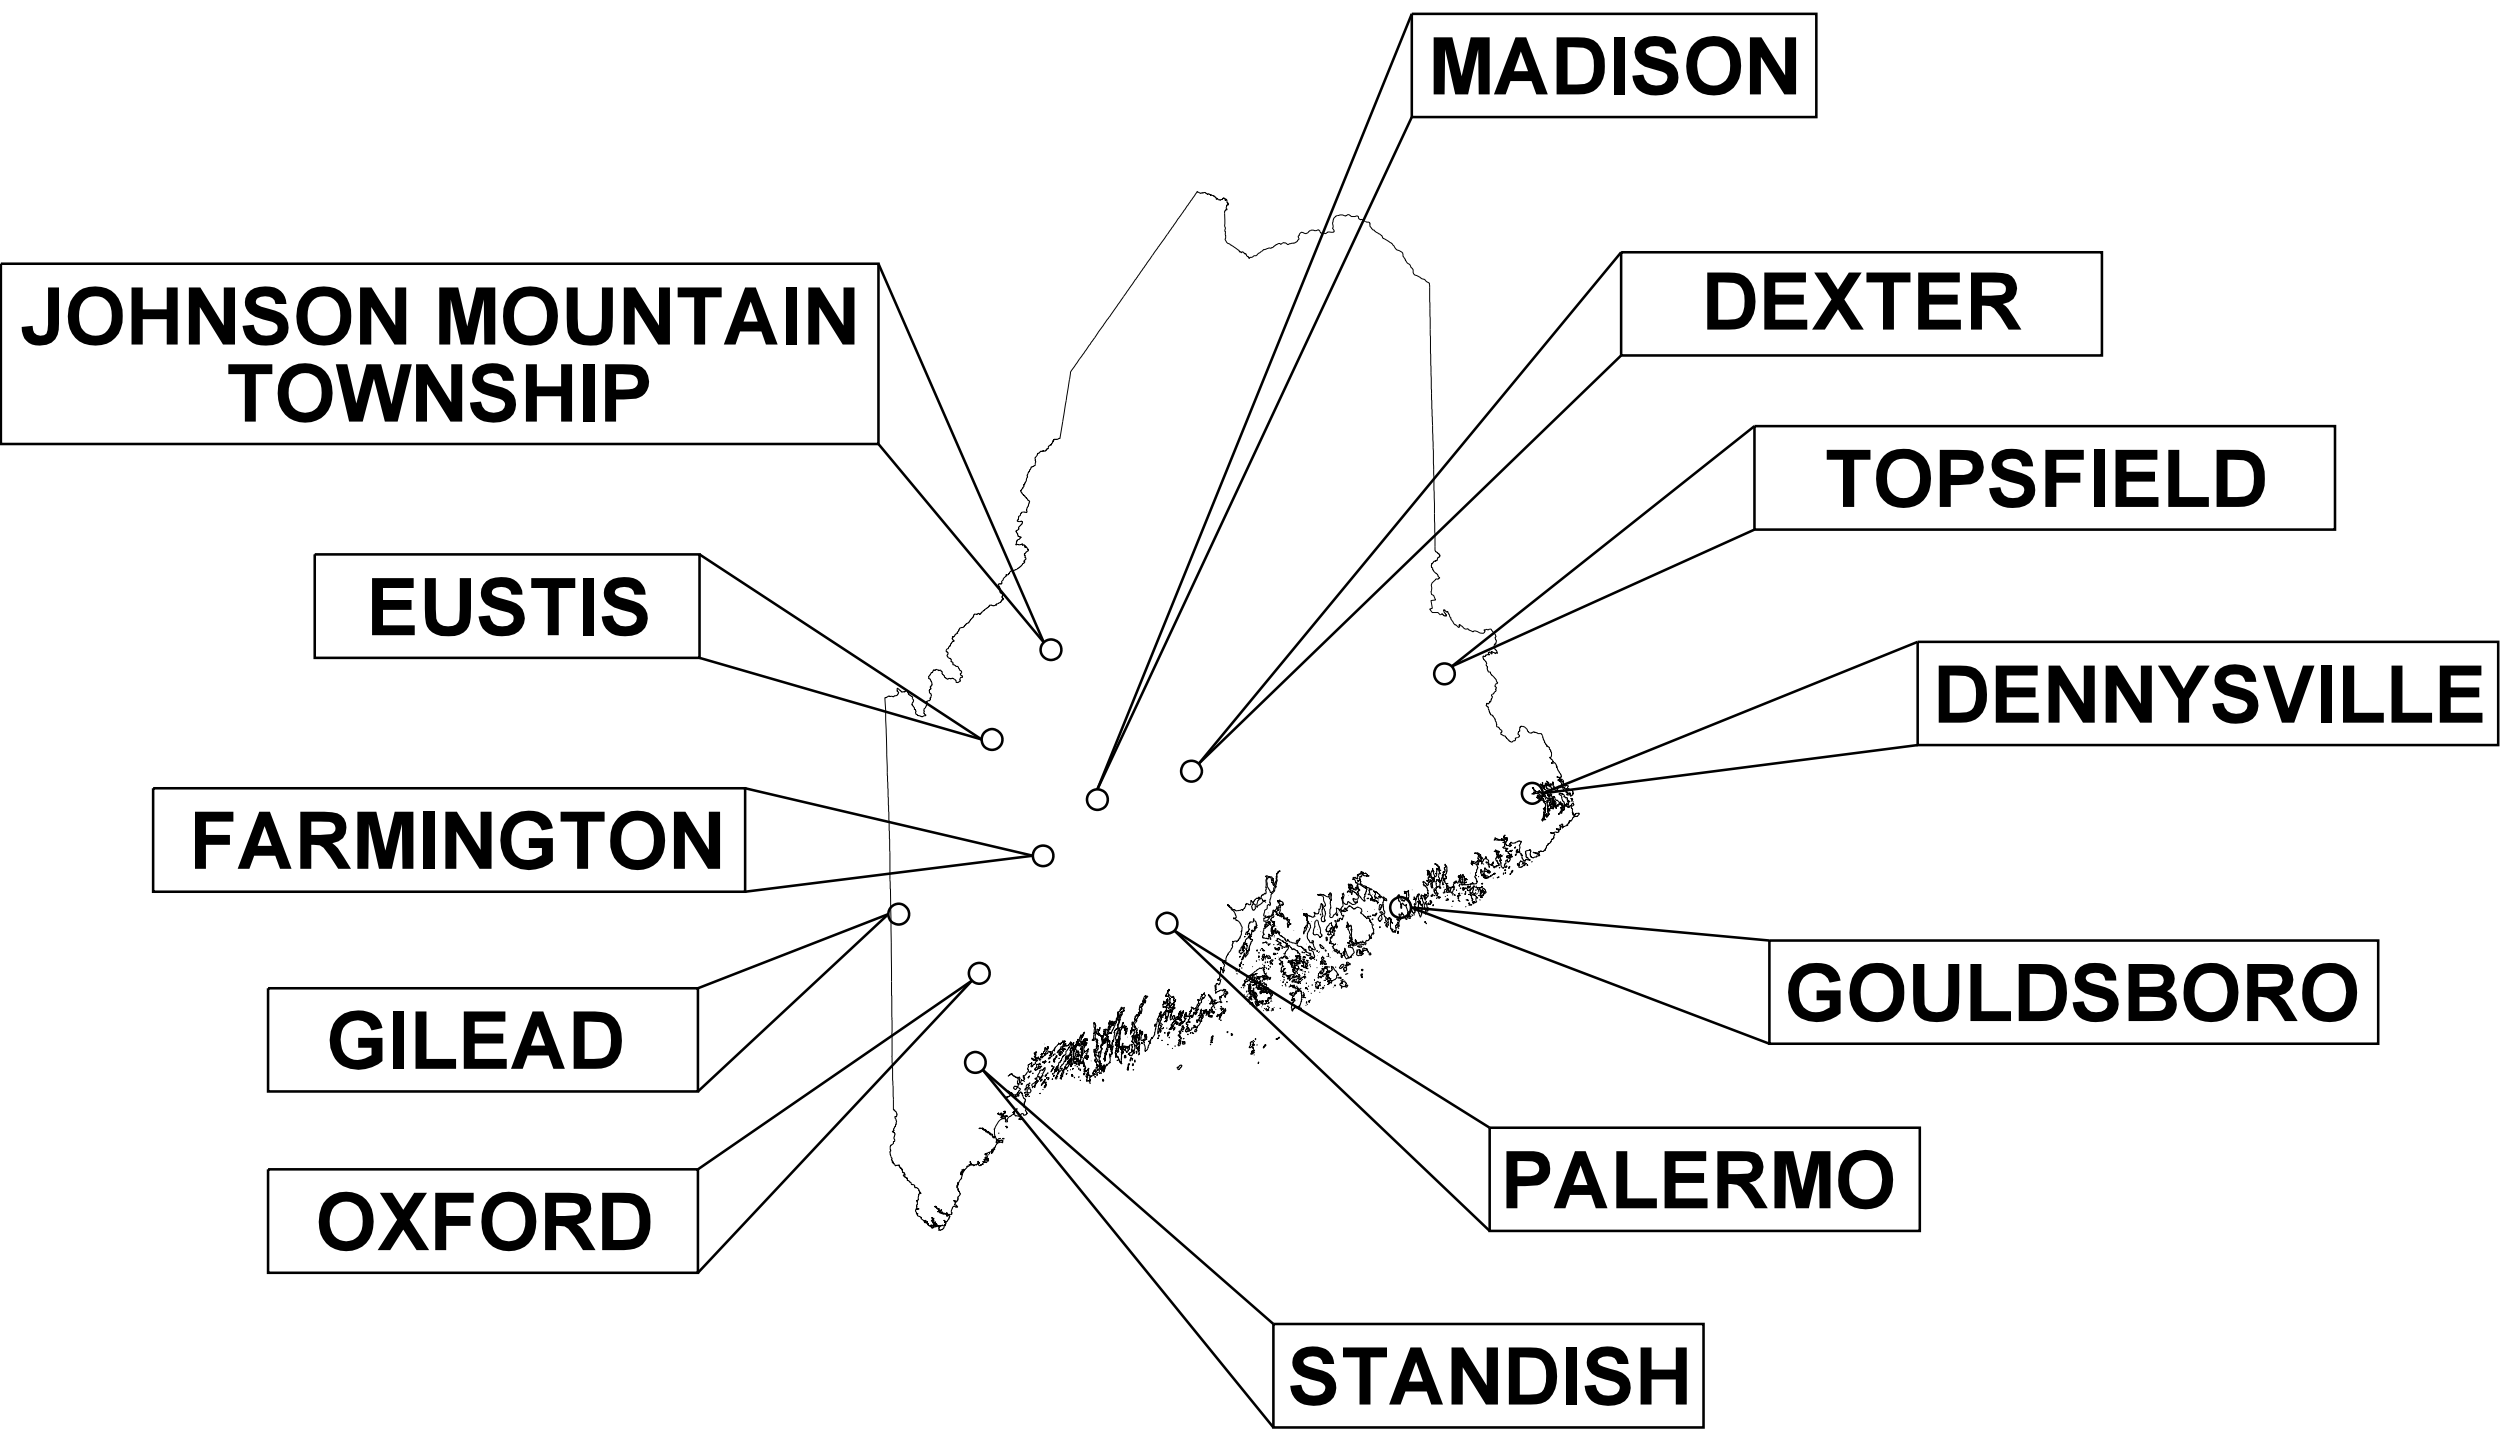 MADISON
JOHNSON MOUNTAIN
TOWNSHIP
DEXTER
TOPSFIELD
EUSTIS
DENNYSVILLE
FARMINGTON
GOULDSBORO
GILEAD
PALERMO
OXFORD
STANDISH